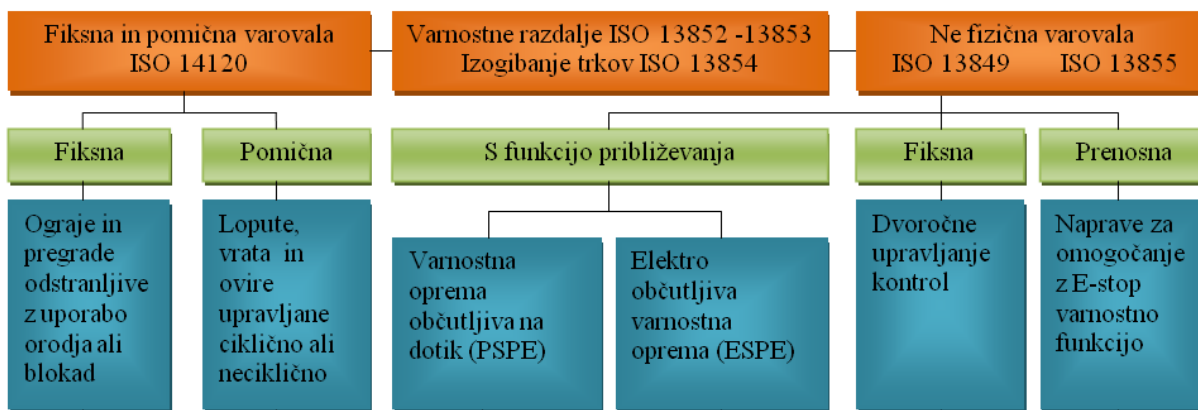 Fiksna in pomična varovala
ISO 14120
Varnostne razdalje ISO 13852 -13853
Izogibanje trkov ISO 13854
Ne fizična varovala
ISO 13849 ISO 13855
Fiksna
Pomična
S funkcijo približevanja
Fiksna
Prenosna
Ograje in
pregrade
odstranljive
z uporabo
orodja ali
blokad
Lopute,
vrata in
ovire
upravljane
ciklično ali
neciklično
Varnostna
oprema
občutljiva na
dotik (PSPE)
Elektro
občutljiva
varnostna
oprema (ESPE)
Dvoročne
upravljanje
kontrol
Naprave za
omogočanje
z E-stop
varnostno
funkcijo